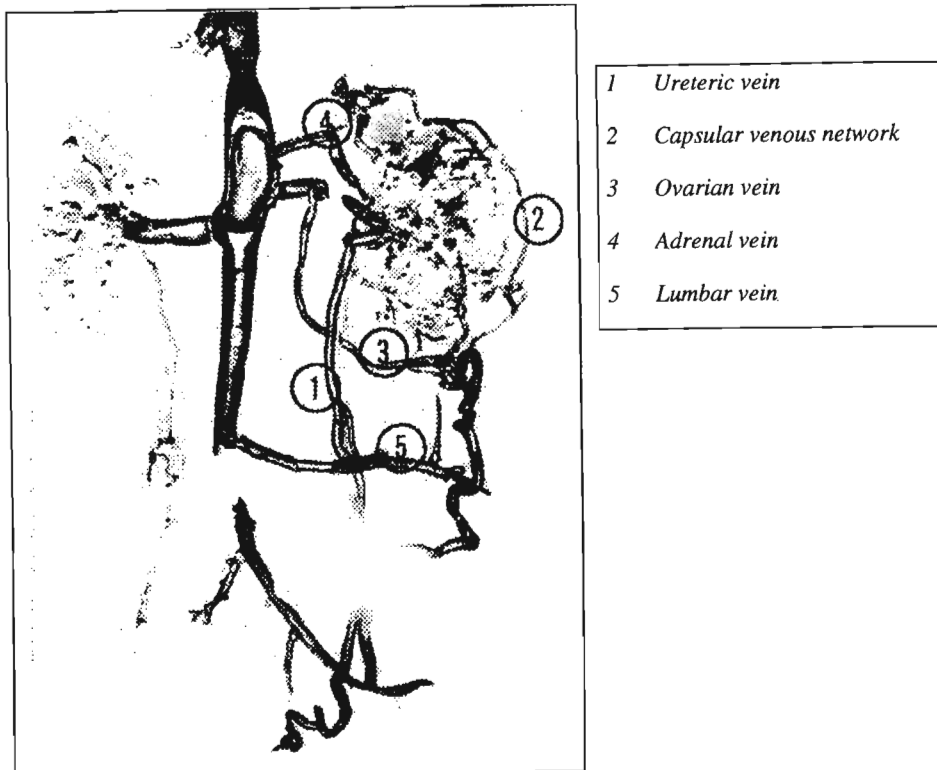 4
2
3
1
5
1 Ureteric vein
2 Capsular venous network
3 Ovarian vein
4 Adrenal vein
5 Lumbar vein